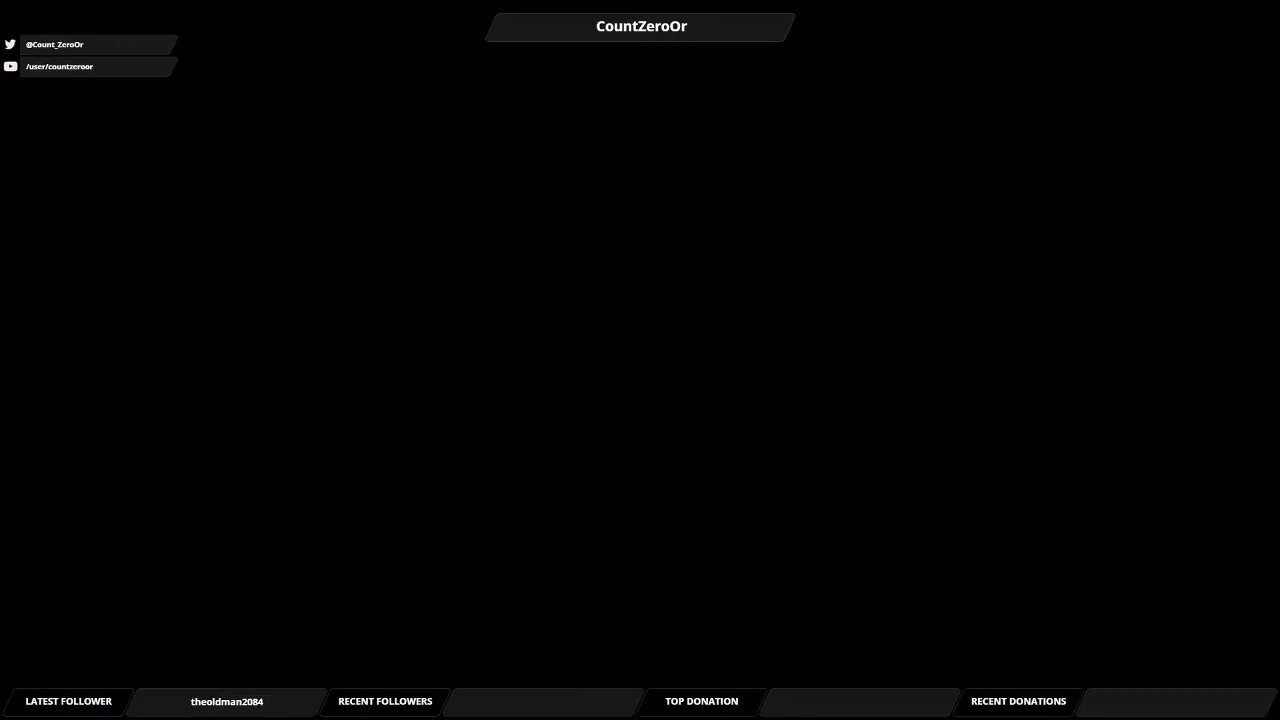 CountZeroOr
@Count_ZeroOr
/user/countzeroor
LATEST FOLLOWER
theoldman2084
RECENT FOLLOWERS
TOP DONATION
RECENT DONATIONS